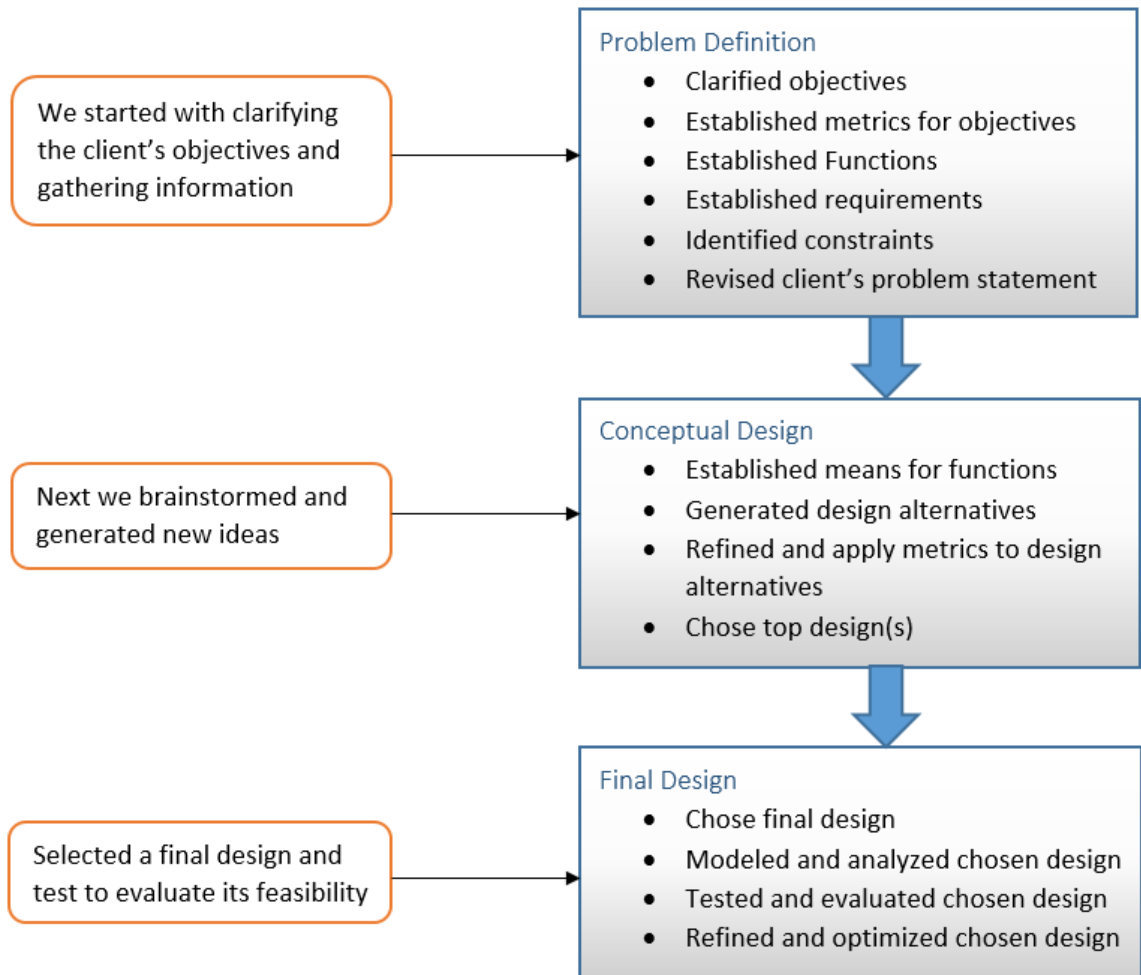 We started with clarifying
the client's objectives and
gathering information
Problem Definition
• Clarified objectives
• Established metrics for objectives
• Established Functions
• Established requirements
• Identified constraints
• Revised client's problem statement
Next we brainstormed and
generated new ideas
Conceptual Design
• Established means for functions
• Generated design alternatives
• Refined and apply metrics to design
alternatives
• Chose top design(s)
Selected a final design and
test to evaluate its feasibility
Final Design
• Chose final design
• Modeled and analyzed chosen design
• Tested and evaluated chosen design
• Refined and optimized chosen design